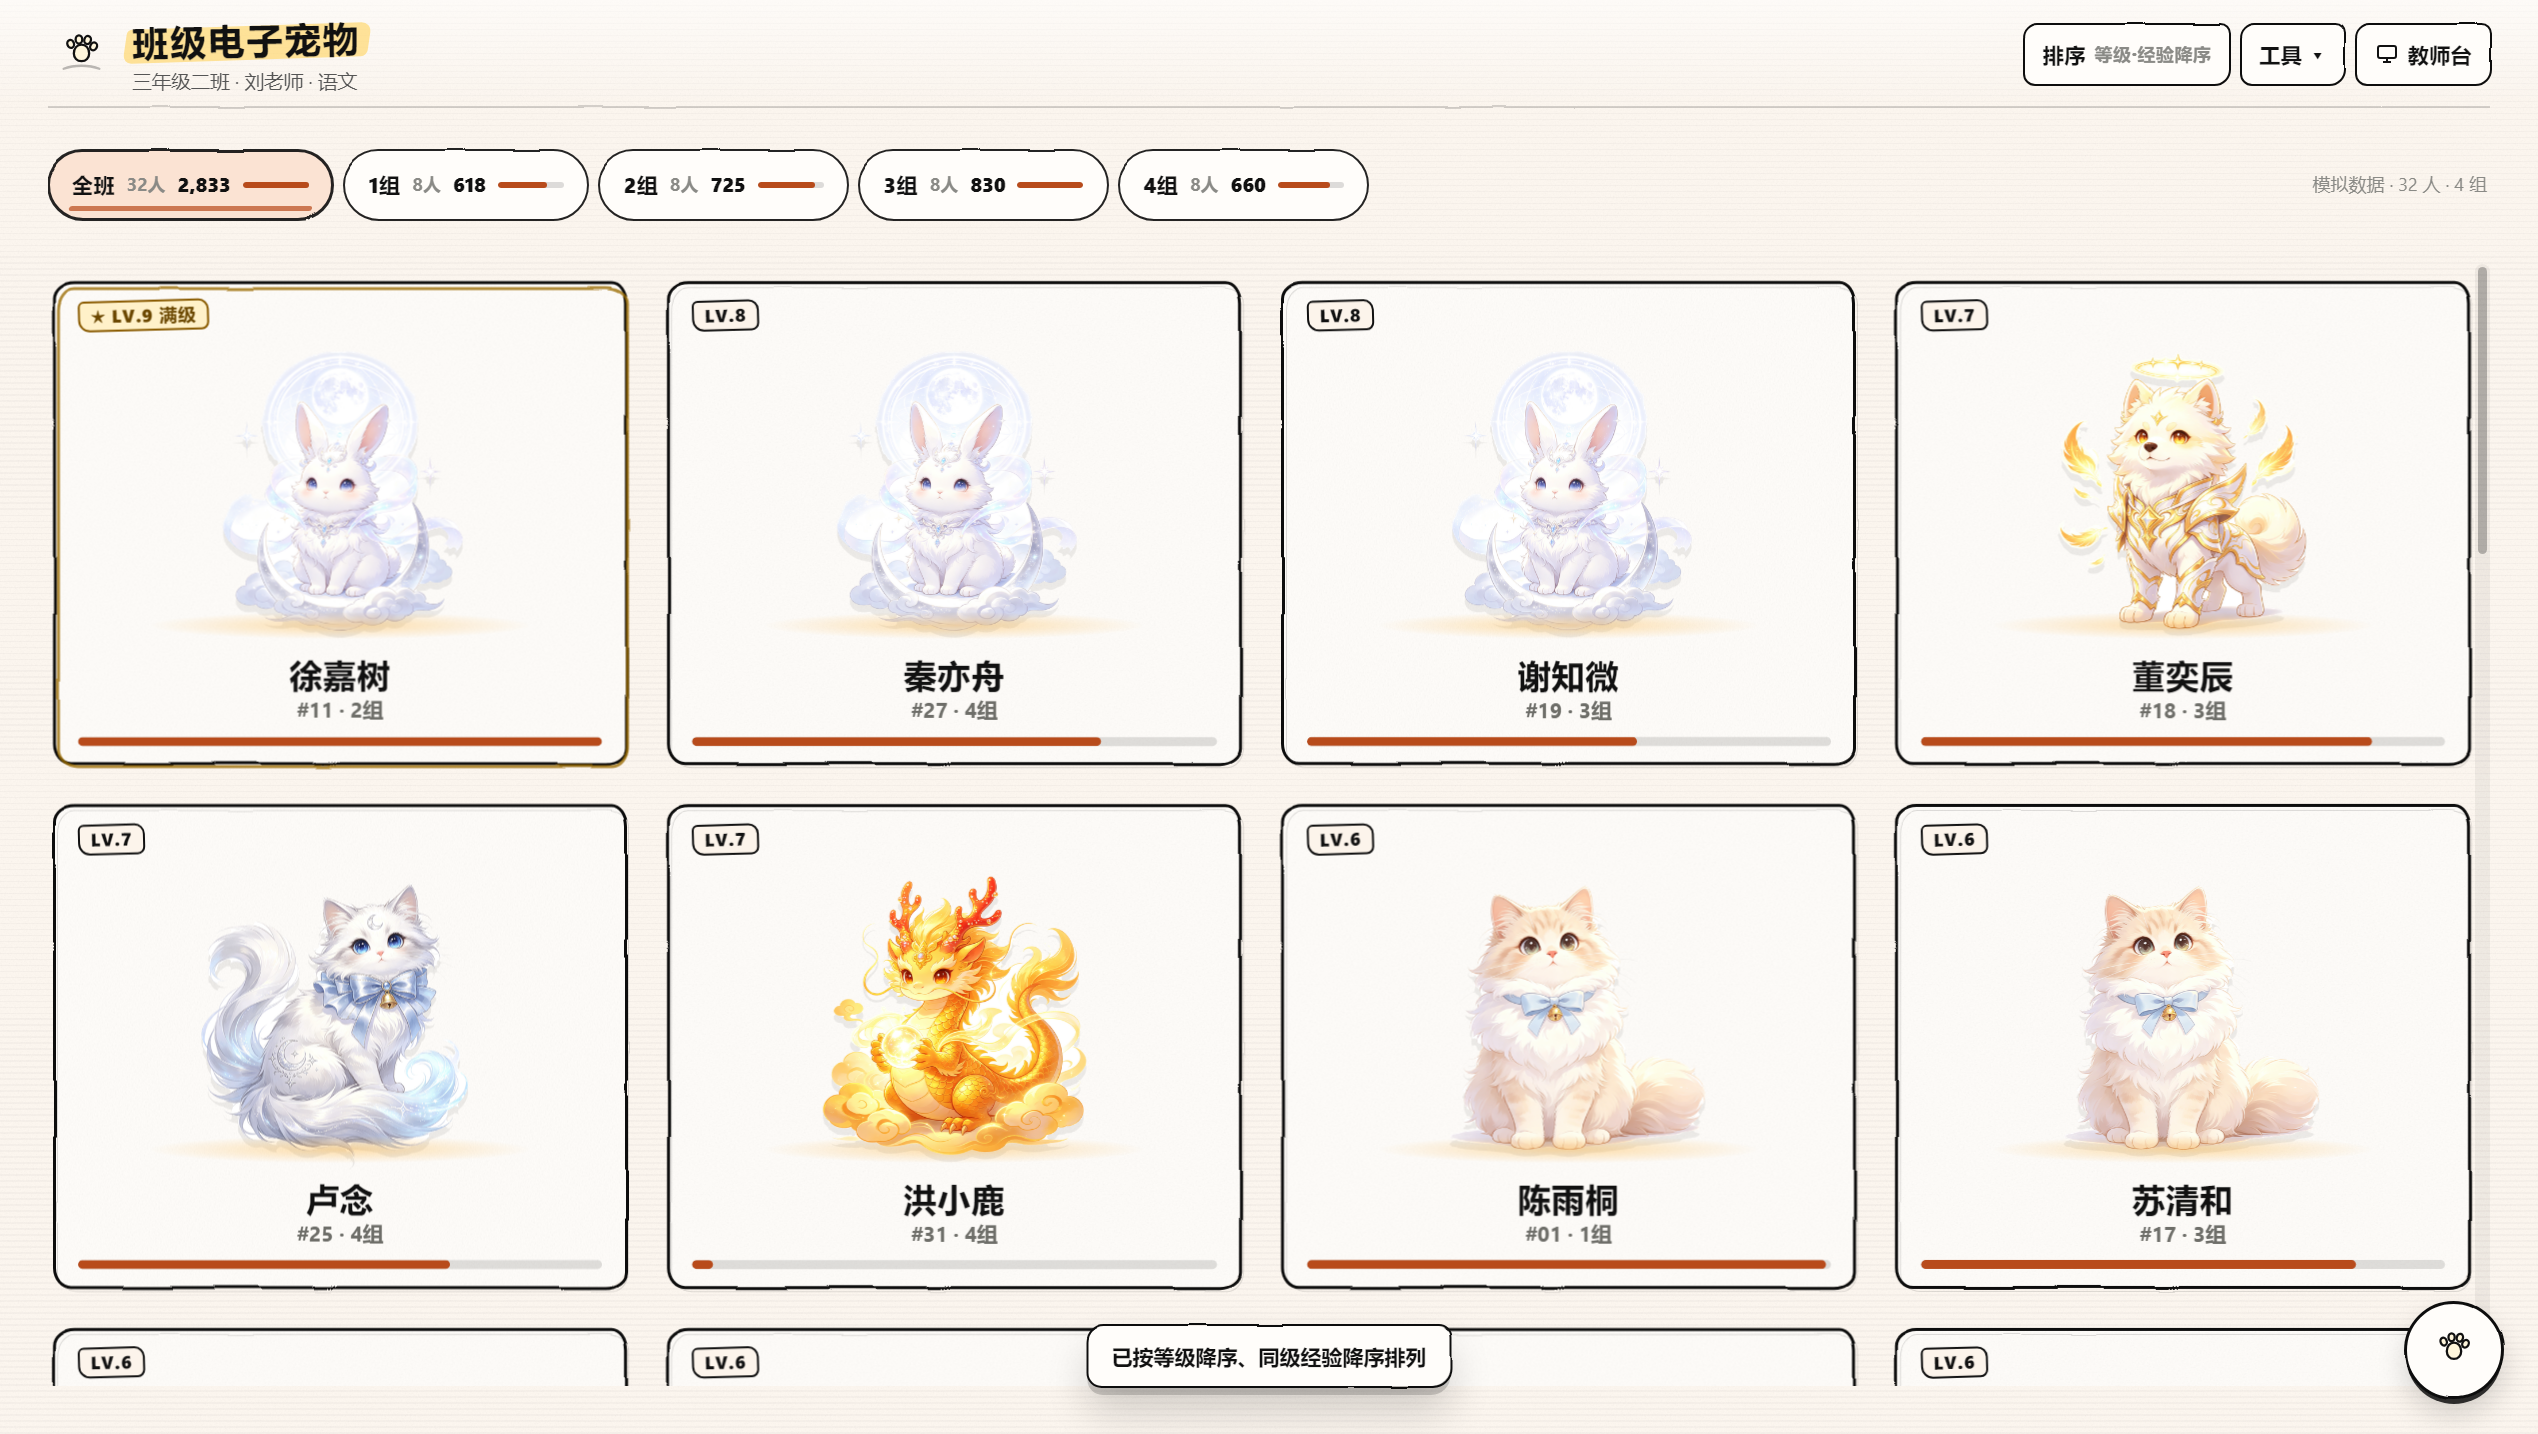 班级电子宠物
三年级二班 · 刘老师 · 语文
排序 等级·经验降序
工具 ▼
教师台
全班 32人 2,833
1组 8人 618
2组 8人 725
3组 8人 830
4组 8人 660
模拟数据 · 32 人 · 4 组
★ LV.9 满级
徐嘉树
#11 · 2组
LV.8
秦亦舟
#27 · 4组
LV.8
谢知微
#19 · 3组
LV.7
董奕辰
#18 · 3组
LV.7
卢念
#25 · 4组
LV.7
洪小鹿
#31 · 4组
LV.6
陈雨桐
#01 · 1组
LV.6
苏清和
#17 · 3组
LV.6
LV.6
已按等级降序、同级经验降序排列
LV.6